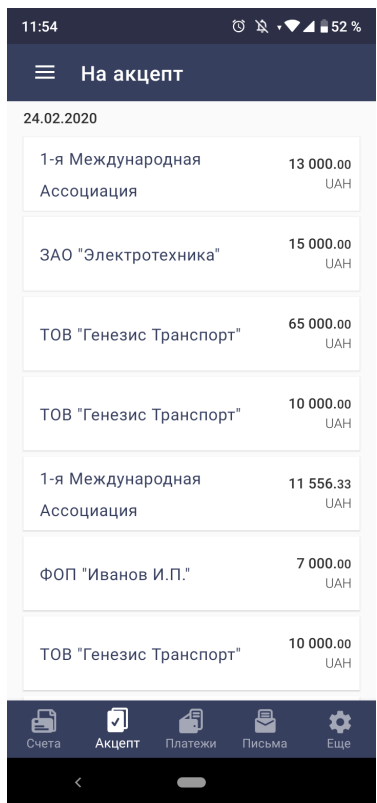 11:54 52 %
На акцепт
24.02.2020
1-я Международная
Ассоциация
13 000.00
UAH
ЗАО "Электротехника"
15 000.00
UAH
ТОВ "Генезис Транспорт"
65 000.00
UAH
ТОВ "Генезис Транспорт"
10 000.00
UAH
1-я Международная
Ассоциация
11 556.33
UAH
ФОП "Иванов И.П."
7 000.00
UAH
ТОВ "Генезис Транспорт"
10 000.00
UAH
Счета Акцепт Платежи Письма Еще